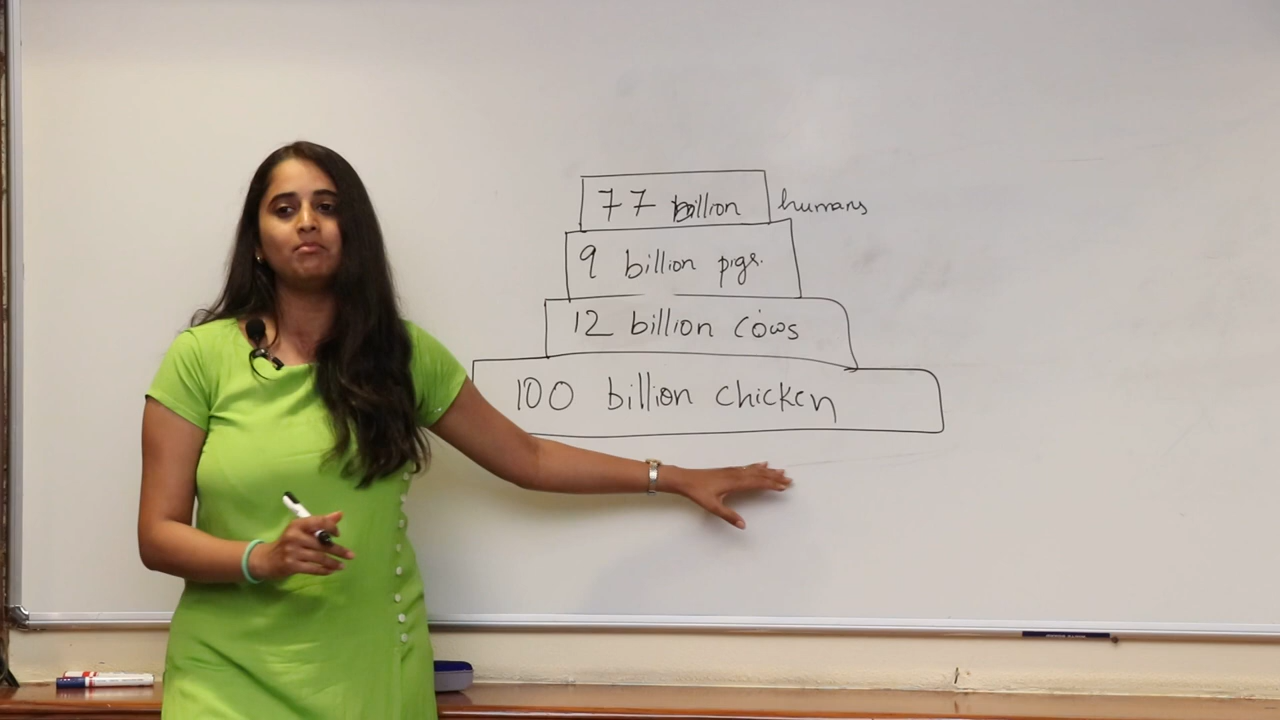 77 billion humans
9 billion pigs.
12 billion cows
100 billion chicken